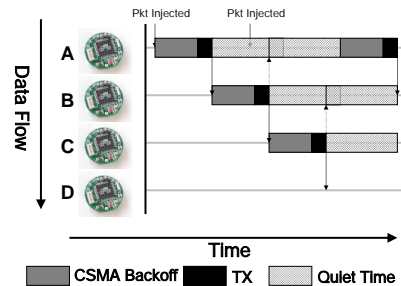 Pkt Injected Pkt Injected
A
B
C
D
Data Flow
Time
CSMA Backoff TX Quiet Time